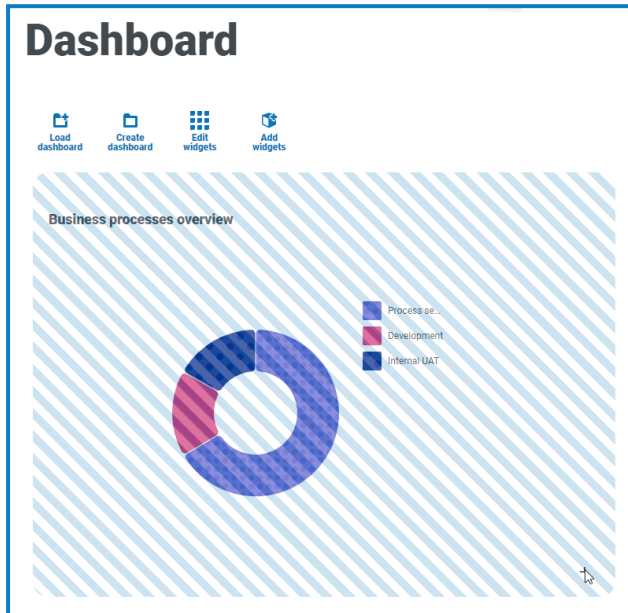 Dashboard
Load
dashboard
Create
dashboard
Edit
widgets
Add
widgets
Business processes overview
Process se...
Development
Internal UAT